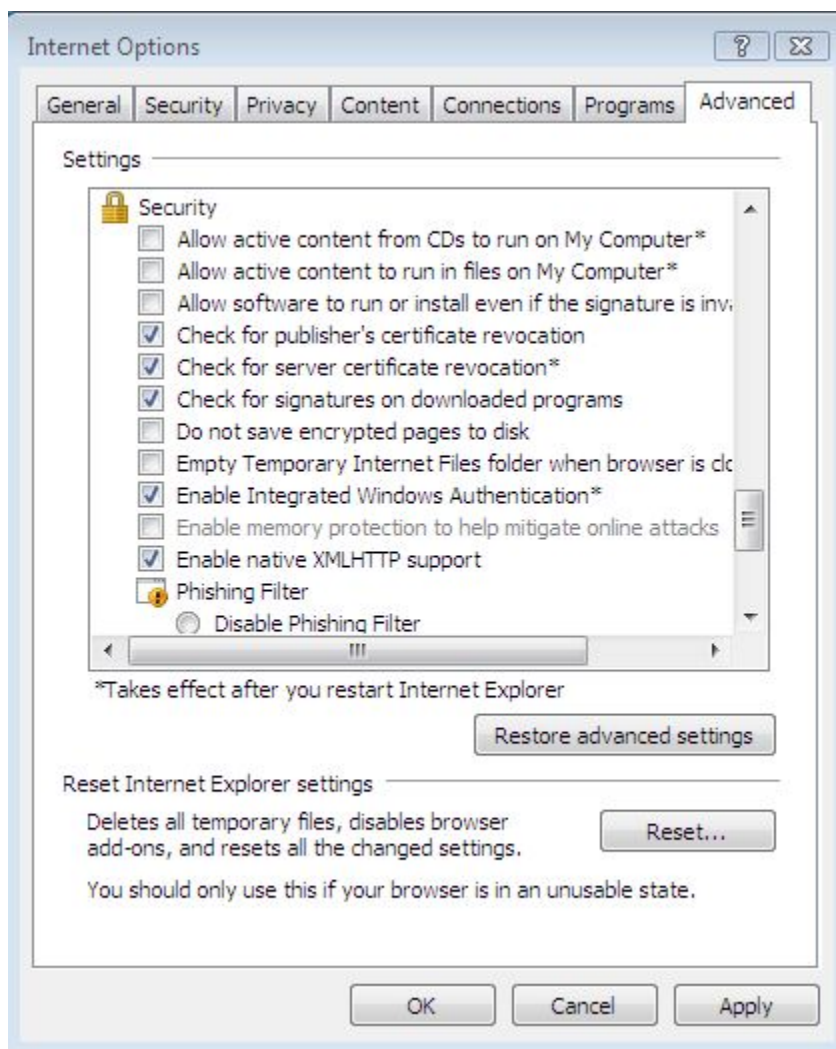 Internet Options
General Security Privacy Content Connections Programs Advanced
Settings
Security
Allow active content from CDs to run on My Computer*
Allow active content to run in files on My Computer*
Allow software to run or install even if the signature is inva
Check for publisher's certificate revocation
Check for server certificate revocation*
Check for signatures on downloaded programs
Do not save encrypted pages to disk
Empty Temporary Internet Files folder when browser is clo
Enable Integrated Windows Authentication*
Enable memory protection to help mitigate online attacks
Enable native XMLHTTP support
Phishing Filter
Disable Phishing Filter
*Takes effect after you restart Internet Explorer
Restore advanced settings
Reset Internet Explorer settings
Deletes all temporary files, disables browser
add-ons, and resets all the changed settings.
Reset...
You should only use this if your browser is in an unusable state.
OK Cancel Apply